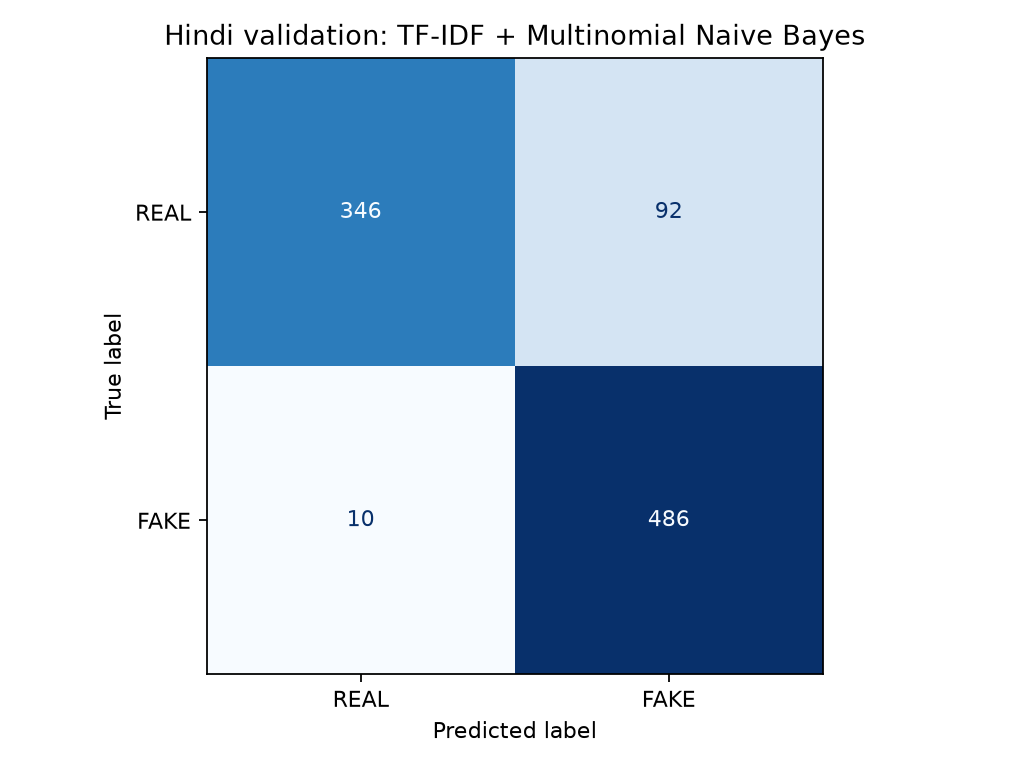 Hindi validation: TF-IDF + Multinomial Naive Bayes
REAL
346
92
True label
FAKE
10
486
REAL
FAKE
Predicted label